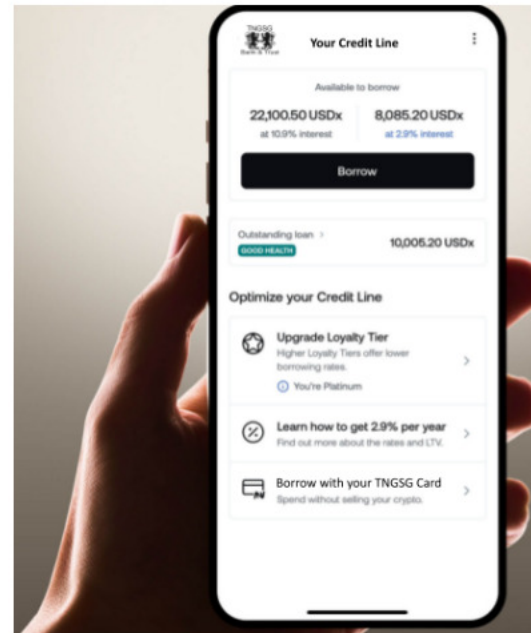 TNGSG
Bank & Trust
Your Credit Line
Available to borrow
22,100.50 USDx
at 10.9% interest
8,085.20 USDx
at 2.9% interest
Borrow
Outstanding loan >
GOOD HEALTH
10,005.20 USDx
Optimize your Credit Line
Upgrade Loyalty Tier
Higher Loyalty Tiers offer lower
borrowing rates.
You're Platinum
Learn how to get 2.9% per year
Find out more about the rates and LTV.
Borrow with your TNGSG Card
Spend without selling your crypto.